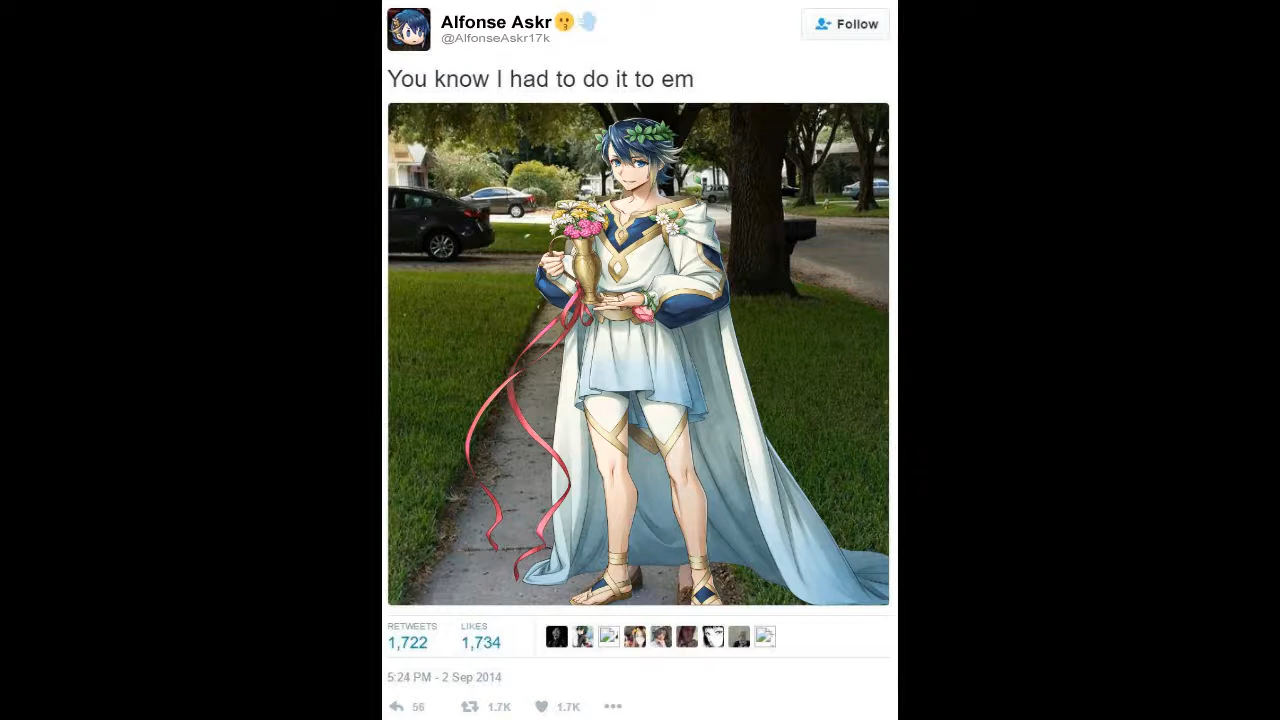 Alfonse Askr😗💨
@AlfonseAskr17k
Follow
You know I had to do it to em
RETWEETS
1,722
LIKES
1,734
5:24 PM - 2 Sep 2014
56
1.7K
1.7K